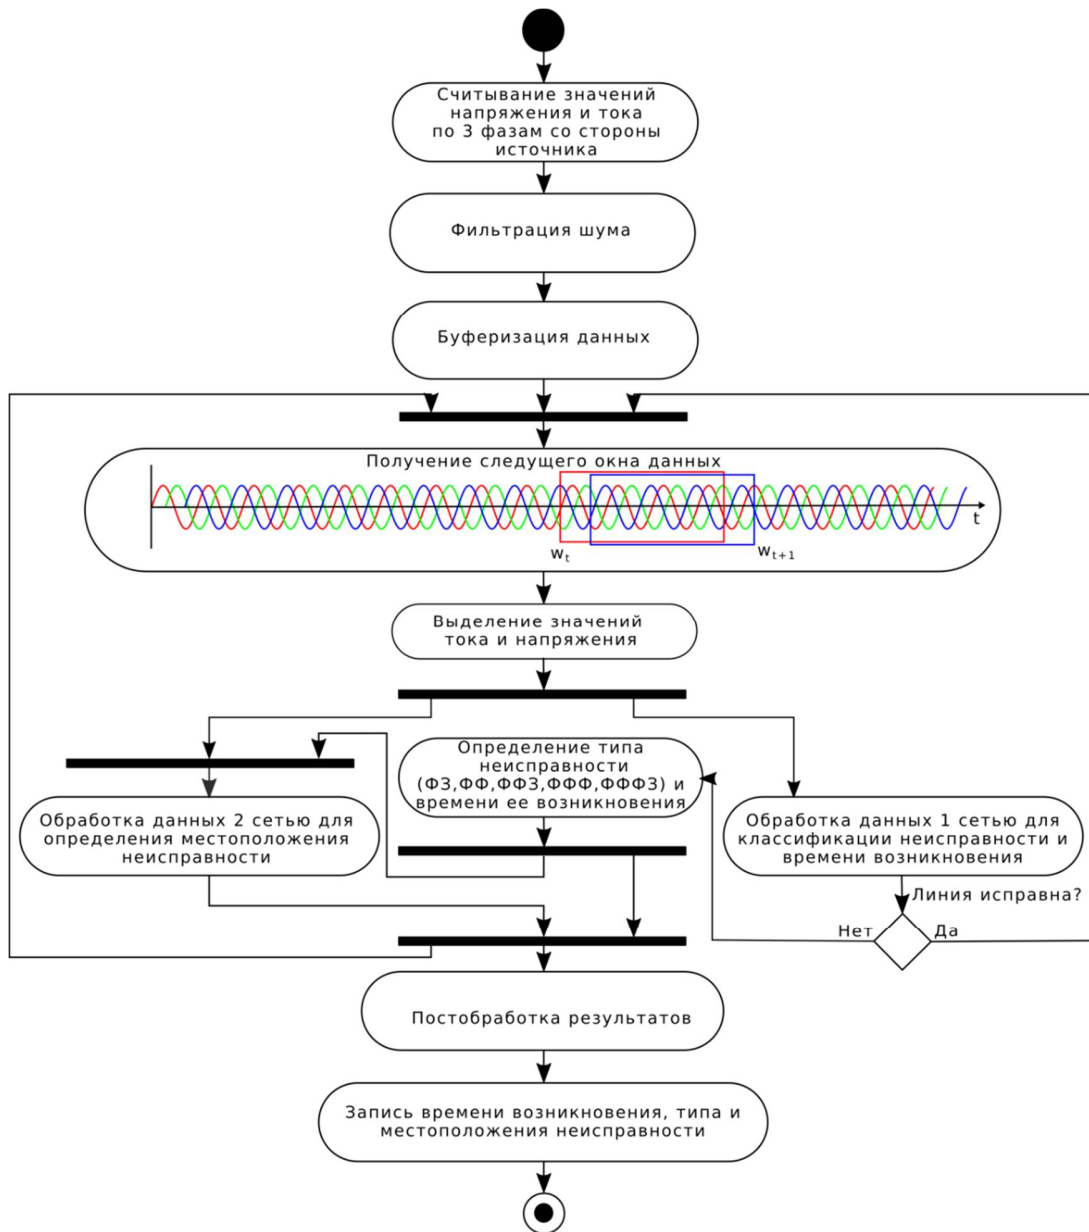 Считывание значений
напряжения и тока
по 3 фазам со стороны
источника
Фильтрация шума
Буферизация данных
Получение следущего окна данных
t
w_t
w_{t+1}
Выделение значений
тока и напряжения
Определение типа
неисправности
(ФЗ,ФФ,ФФЗ,ФФФ,ФФФЗ) и
времени ее возникновения
Обработка данных 2 сетью для
определения местоположения
неисправности
Обработка данных 1 сетью для
классификации неисправности и
времени возникновения
Линия исправна?
Нет
Да
Постобработка результатов
Запись времени возникновения, типа и
местоположения неисправности